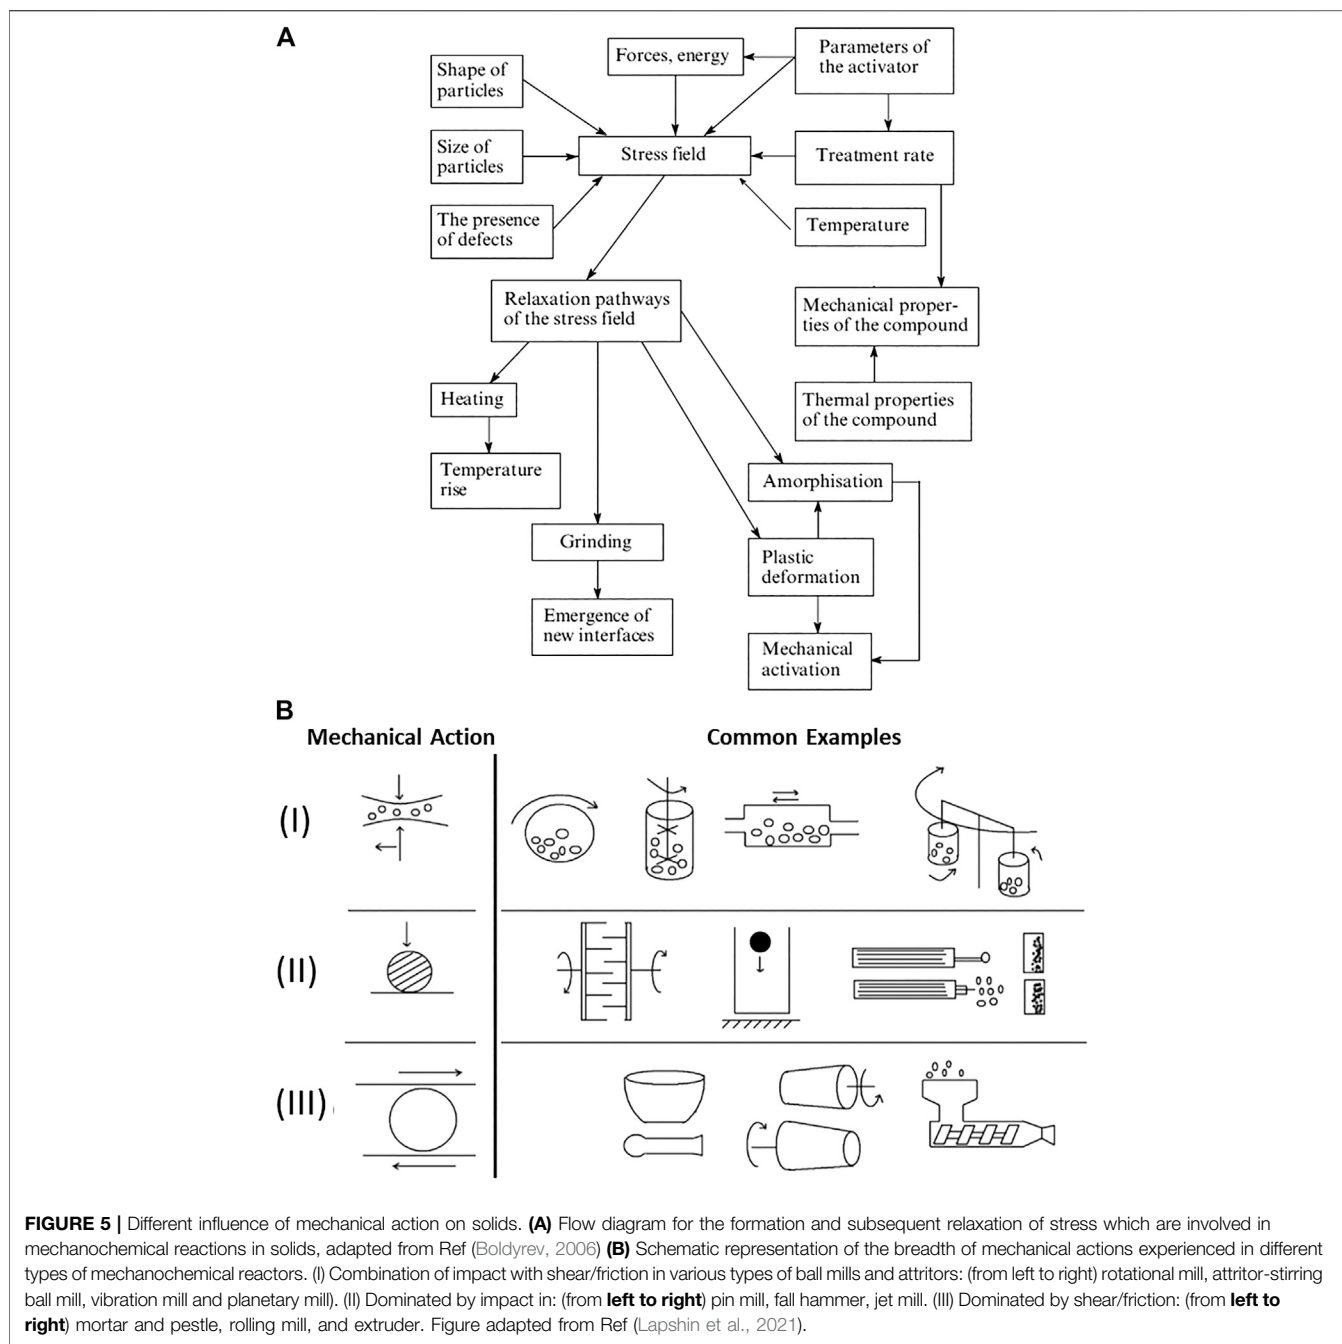 A
Forces, energy
Parameters of
the activator
Shape of
particles
Size of
particles
Stress field
Treatment rate
The presence
of defects
Temperature
Relaxation pathways
of the stress field
Mechanical proper-
ties of the compound
Heating
Thermal properties
of the compound
Temperature
rise
Amorphisation
Grinding
Plastic
deformation
Emergence of
new interfaces
Mechanical
activation
B
Mechanical Action
Common Examples
(I)
(II)
(III)
FIGURE 5 | Different influence of mechanical action on solids. (A) Flow diagram for the formation and subsequent relaxation of stress which are involved in
mechanochemical reactions in solids, adapted from Ref (Boldyrev, 2006) (B) Schematic representation of the breadth of mechanical actions experienced in different
types of mechanochemical reactors. (I) Combination of impact with shear/friction in various types of ball mills and attritors: (from left to right) rotational mill, attritor-stirring
ball mill, vibration mill and planetary mill). (II) Dominated by impact in: (from left to right) pin mill, fall hammer, jet mill. (III) Dominated by shear/friction: (from left to
right) mortar and pestle, rolling mill, and extruder. Figure adapted from Ref (Lapshin et al., 2021).